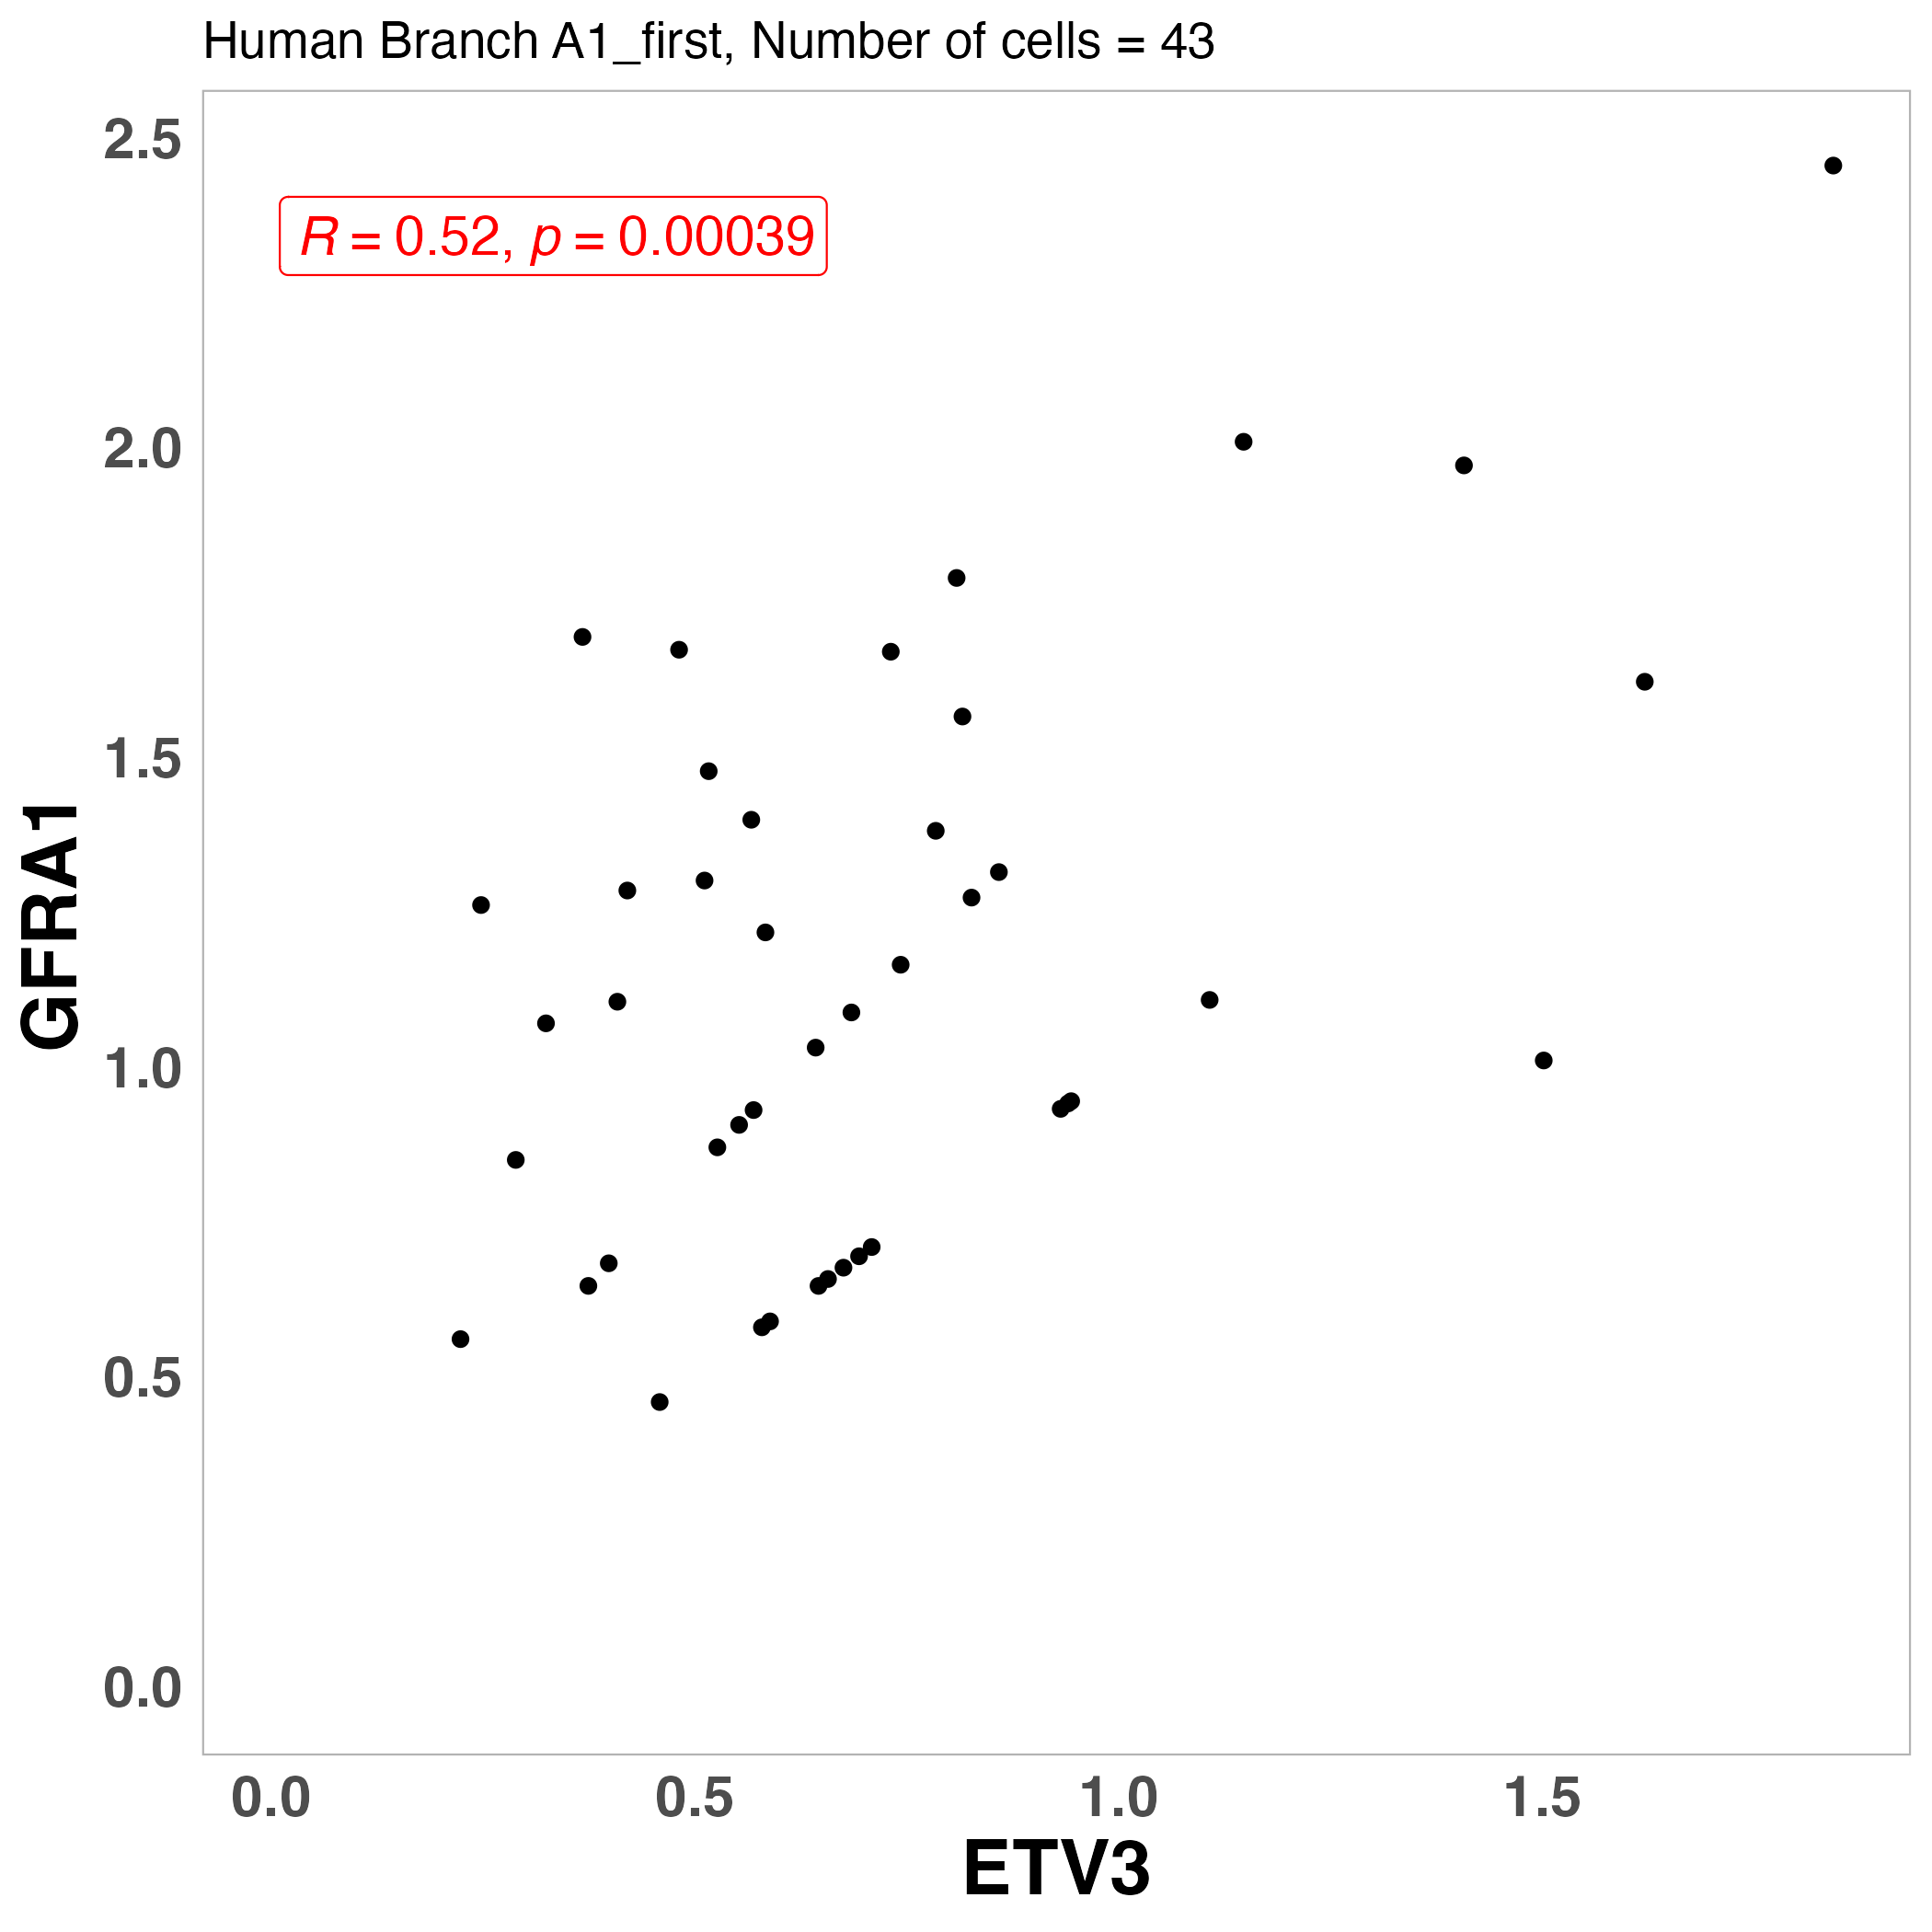 Human Branch A1_first, Number of cells = 43
2.5
R = 0.52, p = 0.00039
2.0
1.5
GFRA1
1.0
0.5
0.0
0.0 0.5 1.0 1.5
ETV3